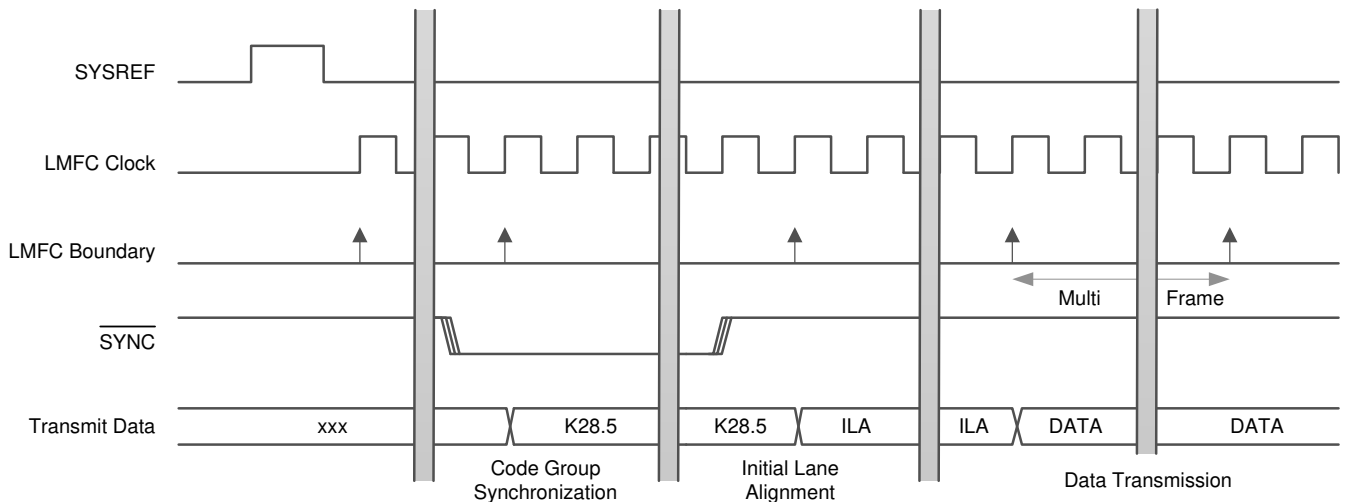 SYSREF
LMFC Clock
LMFC Boundary
Multi Frame
SYNC
Transmit Data
xxx
K28.5
K28.5
ILA
ILA
DATA
DATA
Code Group
Synchronization
Initial Lane
Alignment
Data Transmission